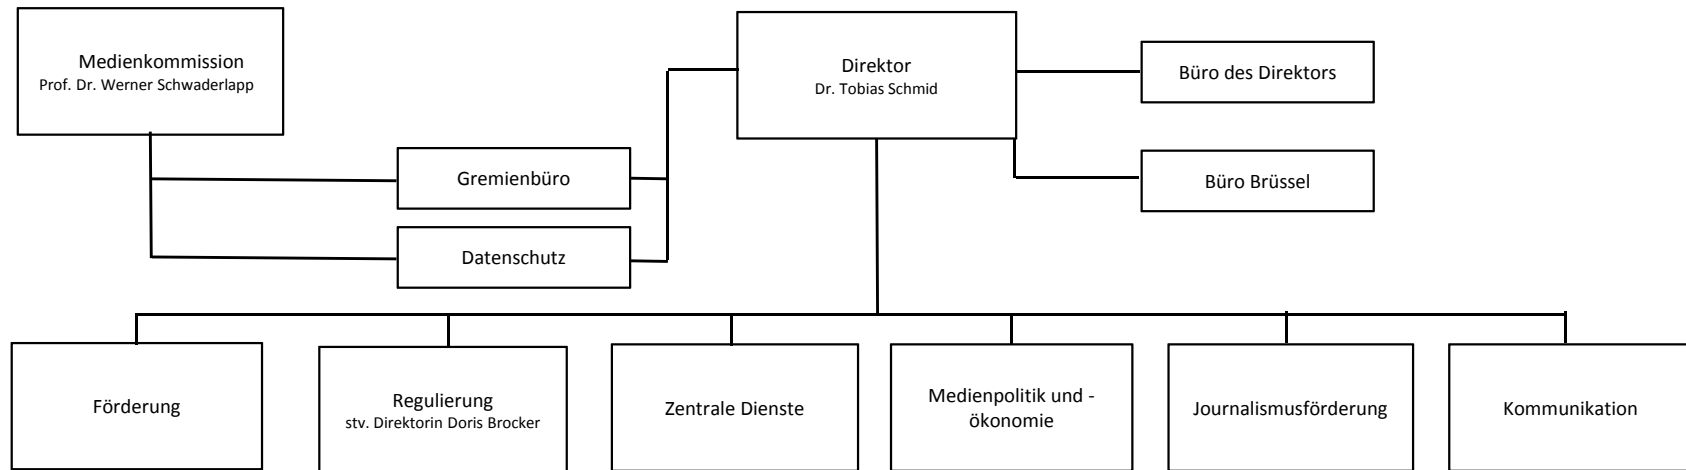 Medienkommission
Prof. Dr. Werner Schwaderlapp
Direktor
Dr. Tobias Schmid
Büro des Direktors
Gremienbüro
Büro Brüssel
Datenschutz
Förderung
Regulierung
stv. Direktorin Doris Brocker
Zentrale Dienste
Medienpolitik und -
ökonomie
Journalismusförderung
Kommunikation